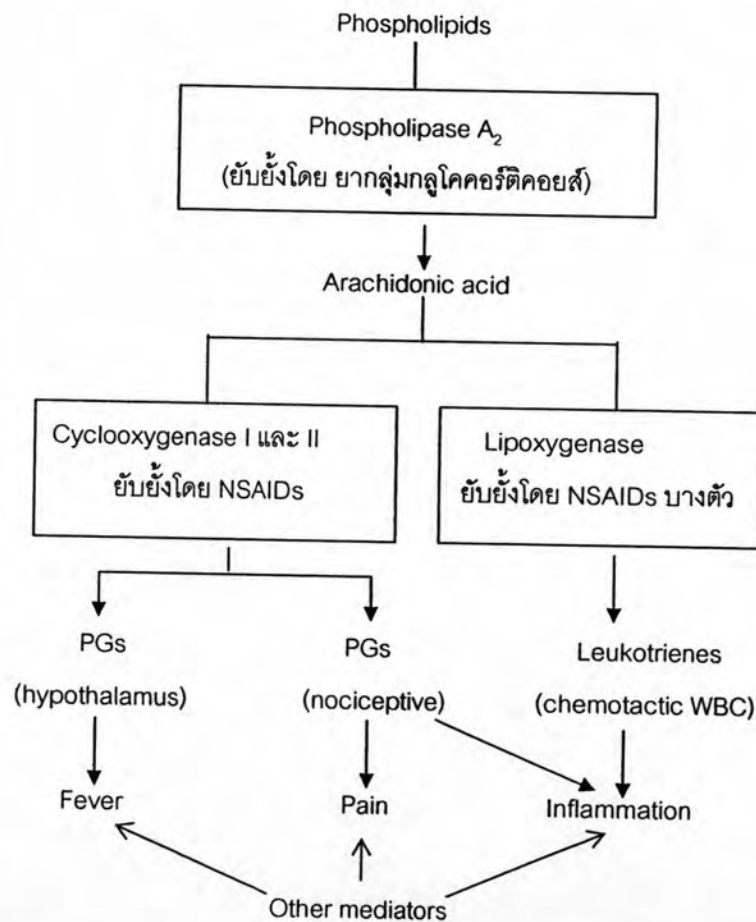 Phospholipids
Phospholipase A₂
(ยับยั้งโดย ยากลุ่มกลูโคคอร์ติคอยส์)
Arachidonic acid
Cyclooxygenase I และ II
ยับยั้งโดย NSAIDs
Lipoxygenase
ยับยั้งโดย NSAIDs บางตัว
PGs
(hypothalamus)
PGs
(nociceptive)
Leukotrienes
(chemotactic WBC)
Fever
Pain
Inflammation
Other mediators